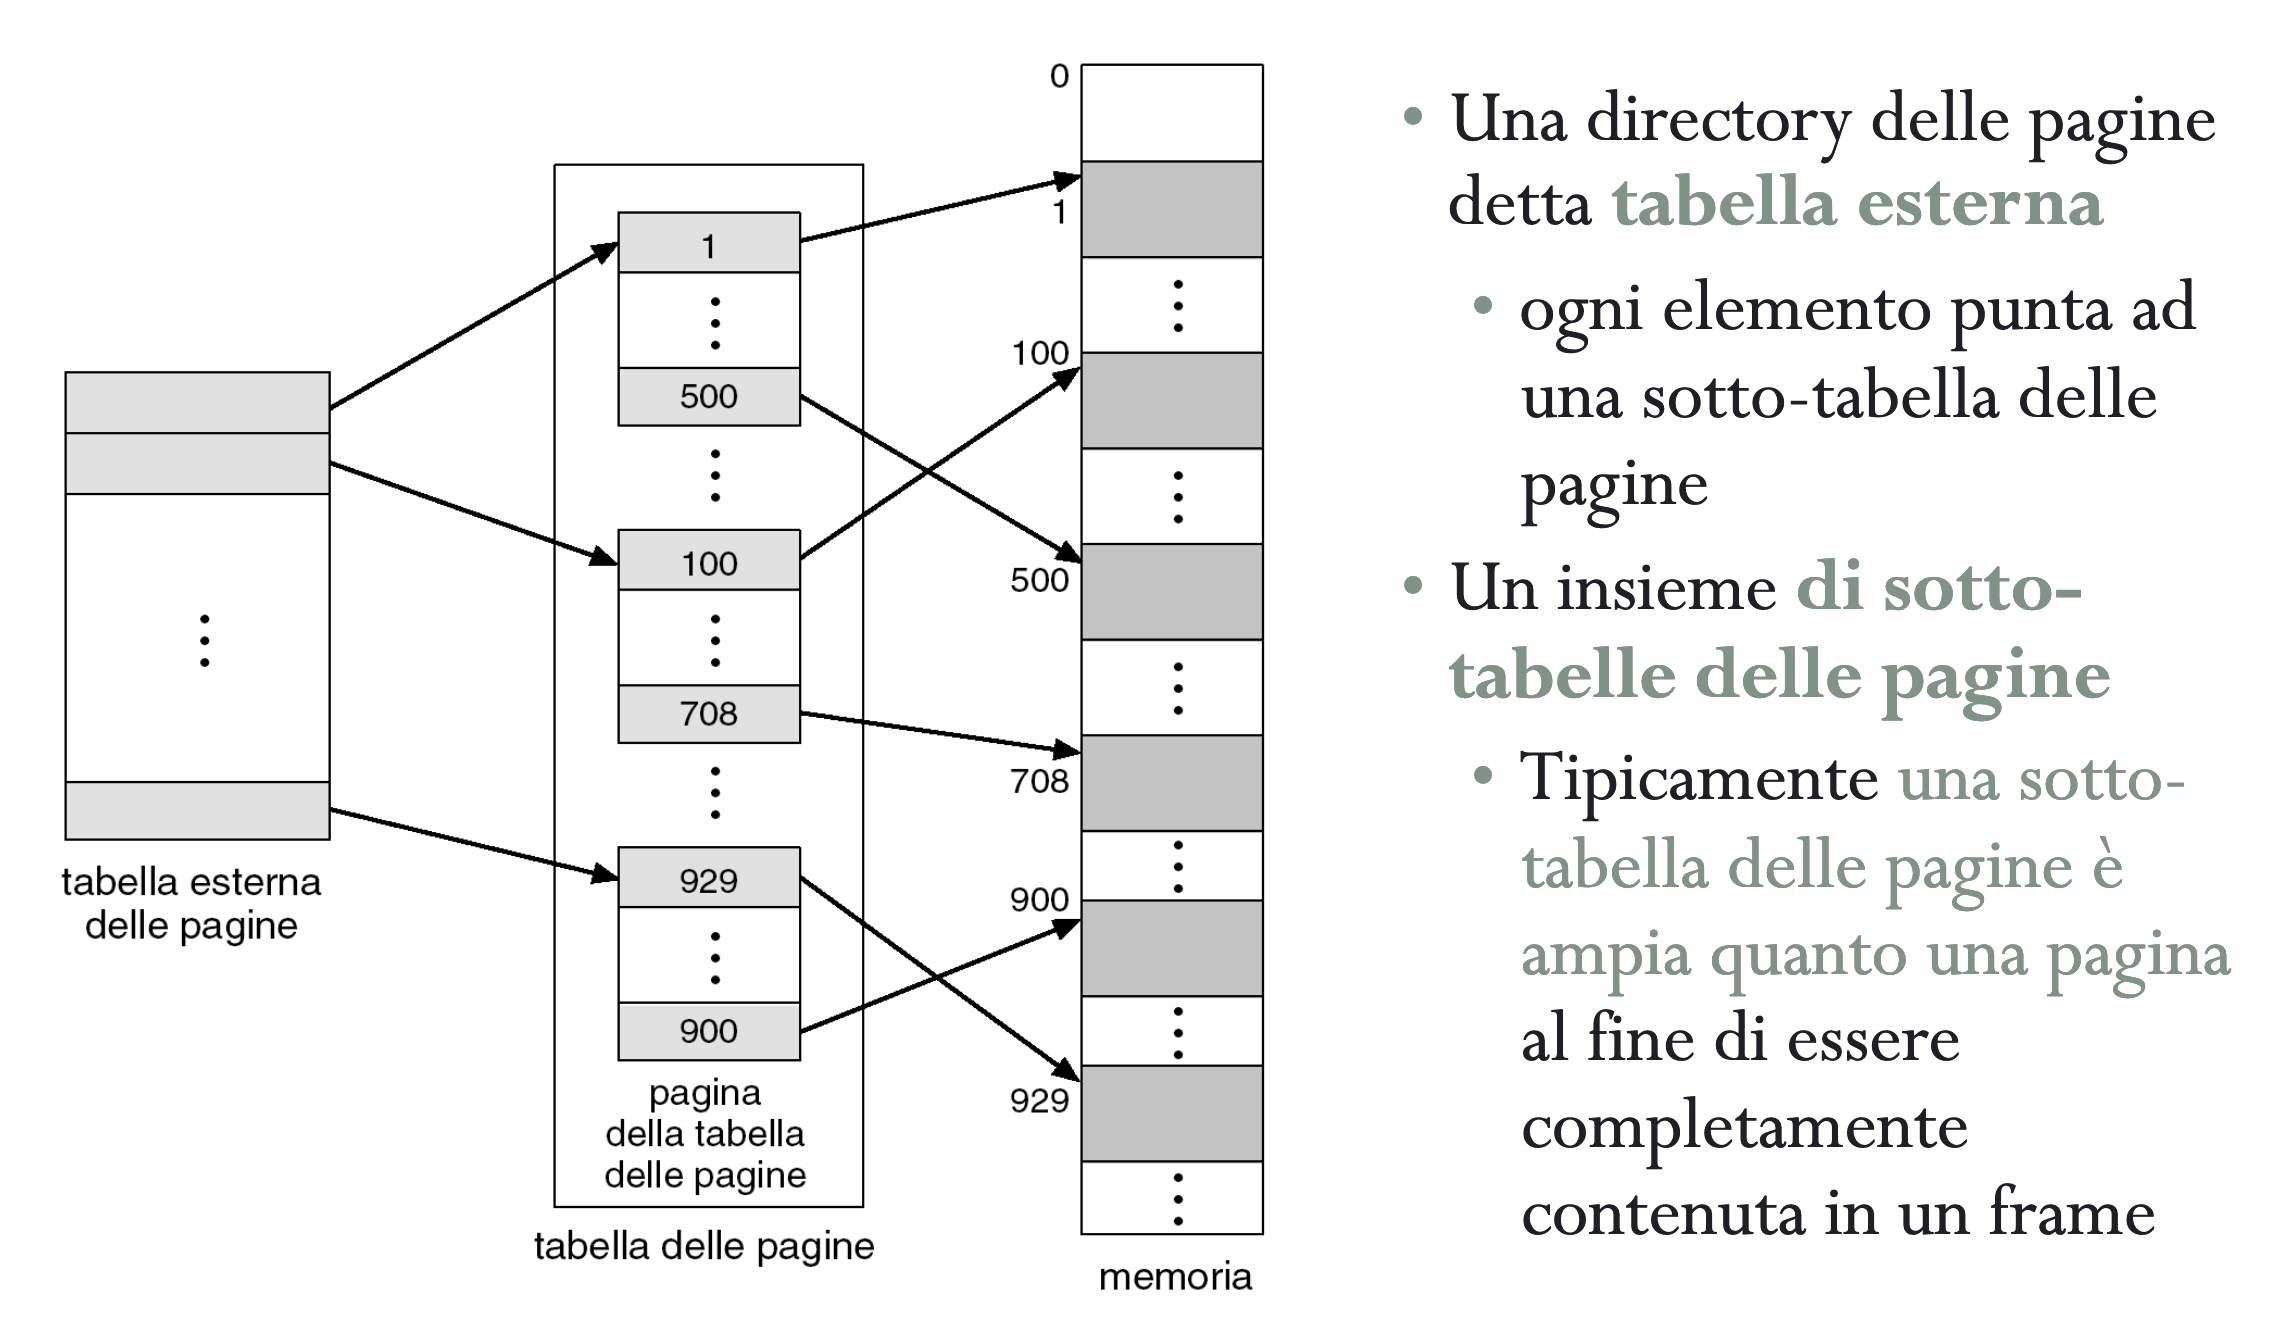 0
1
1
500
100
100
500
708
708
929
900
900
929
tabella esterna
delle pagine
pagina
della tabella
delle pagine
tabella delle pagine
memoria
• Una directory delle pagine
detta tabella esterna
• ogni elemento punta ad
una sotto-tabella delle
pagine
• Un insieme di sotto-
tabelle delle pagine
• Tipicamente una sotto-
tabella delle pagine è
ampia quanto una pagina
al fine di essere
completamente
contenuta in un frame